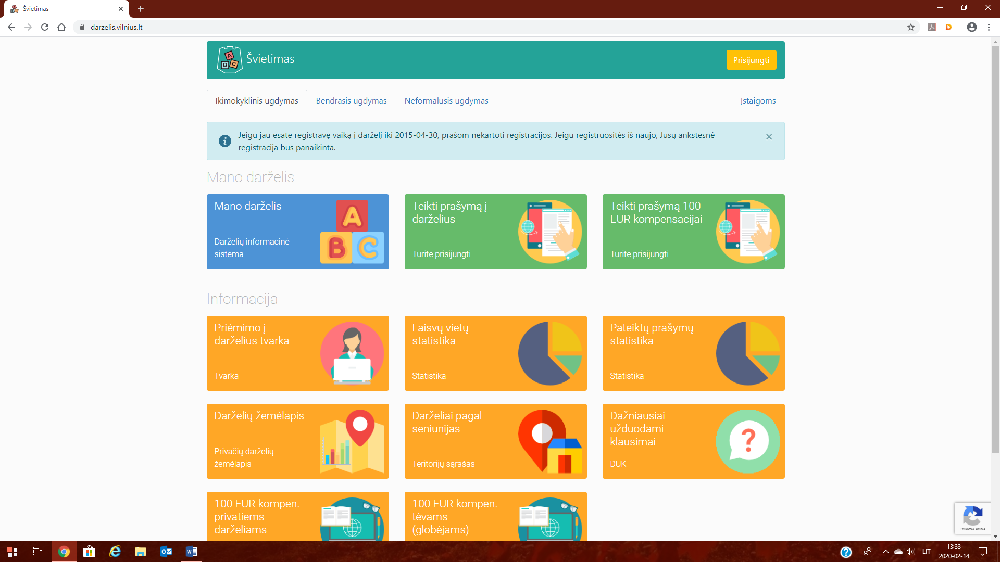 Švietimas
darzelis.vilnius.lt
A
B C
Švietimas
Prisijungti
Ikimokyklinis ugdymas
Bendrasis ugdymas
Neformalusis ugdymas
Įstaigoms
Jeigu jau esate registravę vaiką į darželį iki 2015-04-30, prašom nekartoti registracijos. Jeigu registruositės iš naujo, Jūsų ankstesnė
registracija bus panaikinta.
Mano darželis
Mano darželis
Darželių informacinė
sistema
A
B C
Teikti prašymą į
darželius
Turite prisijungti
Teikti prašymą 100
EUR kompensacijai
Turite prisijungti
Informacija
Priėmimo į
darželius tvarka
Tvarka
Laisvų vietų
statistika
Statistika
Pateiktų prašymų
statistika
Statistika
Darželių žemėlapis
Privačių darželių
žemėlapis
Darželiai pagal
seniūnijas
Teritorijų sąrašas
Dažniausiai
užduodami
klausimai
DUK
?
100 EUR kompen.
privatiems
darželiams
100 EUR kompen.
tėvams
(globėjams)
Privatumas - Sąlygos
LIT
13:33
2020-02-14